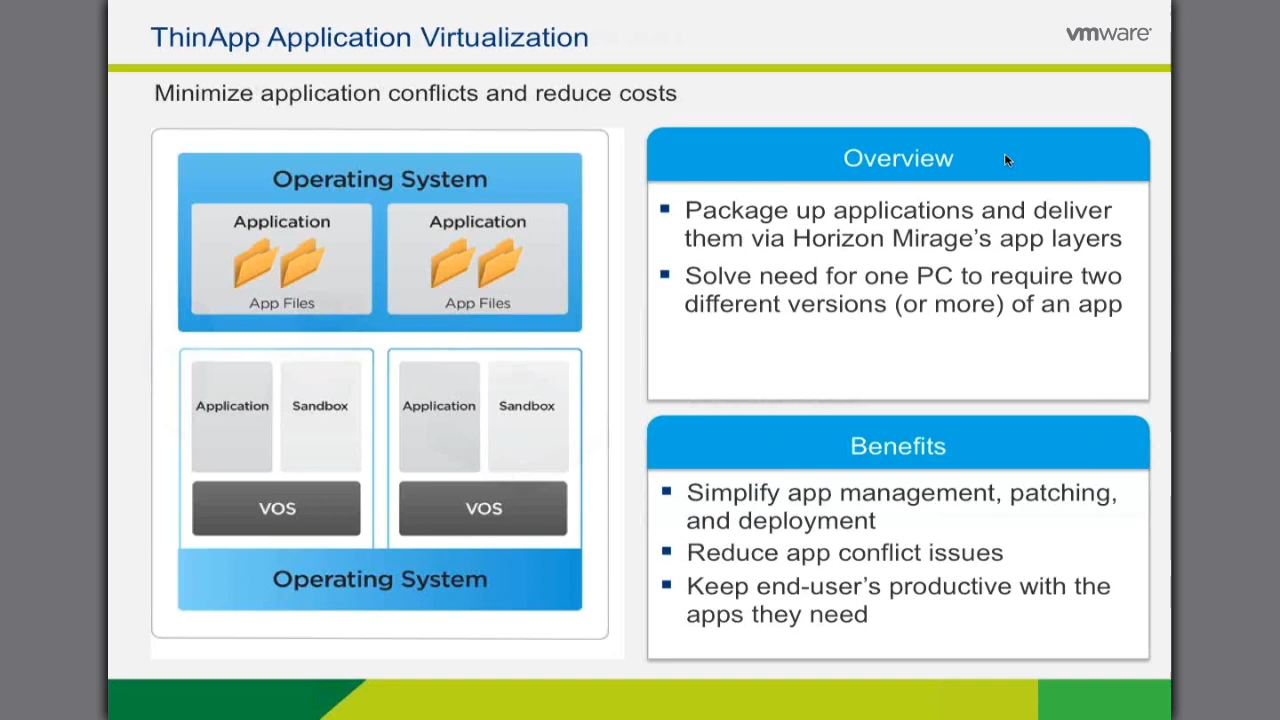 ThinApp Application Virtualization
vmware
Minimize application conflicts and reduce costs
Operating System
Application
App Files
Application
App Files
Application
Sandbox
VOS
Application
Sandbox
VOS
Operating System
Overview
Package up applications and deliver
them via Horizon Mirage's app layers
Solve need for one PC to require two
different versions (or more) of an app
Benefits
Simplify app management, patching,
and deployment
Reduce app conflict issues
Keep end-user's productive with the
apps they need